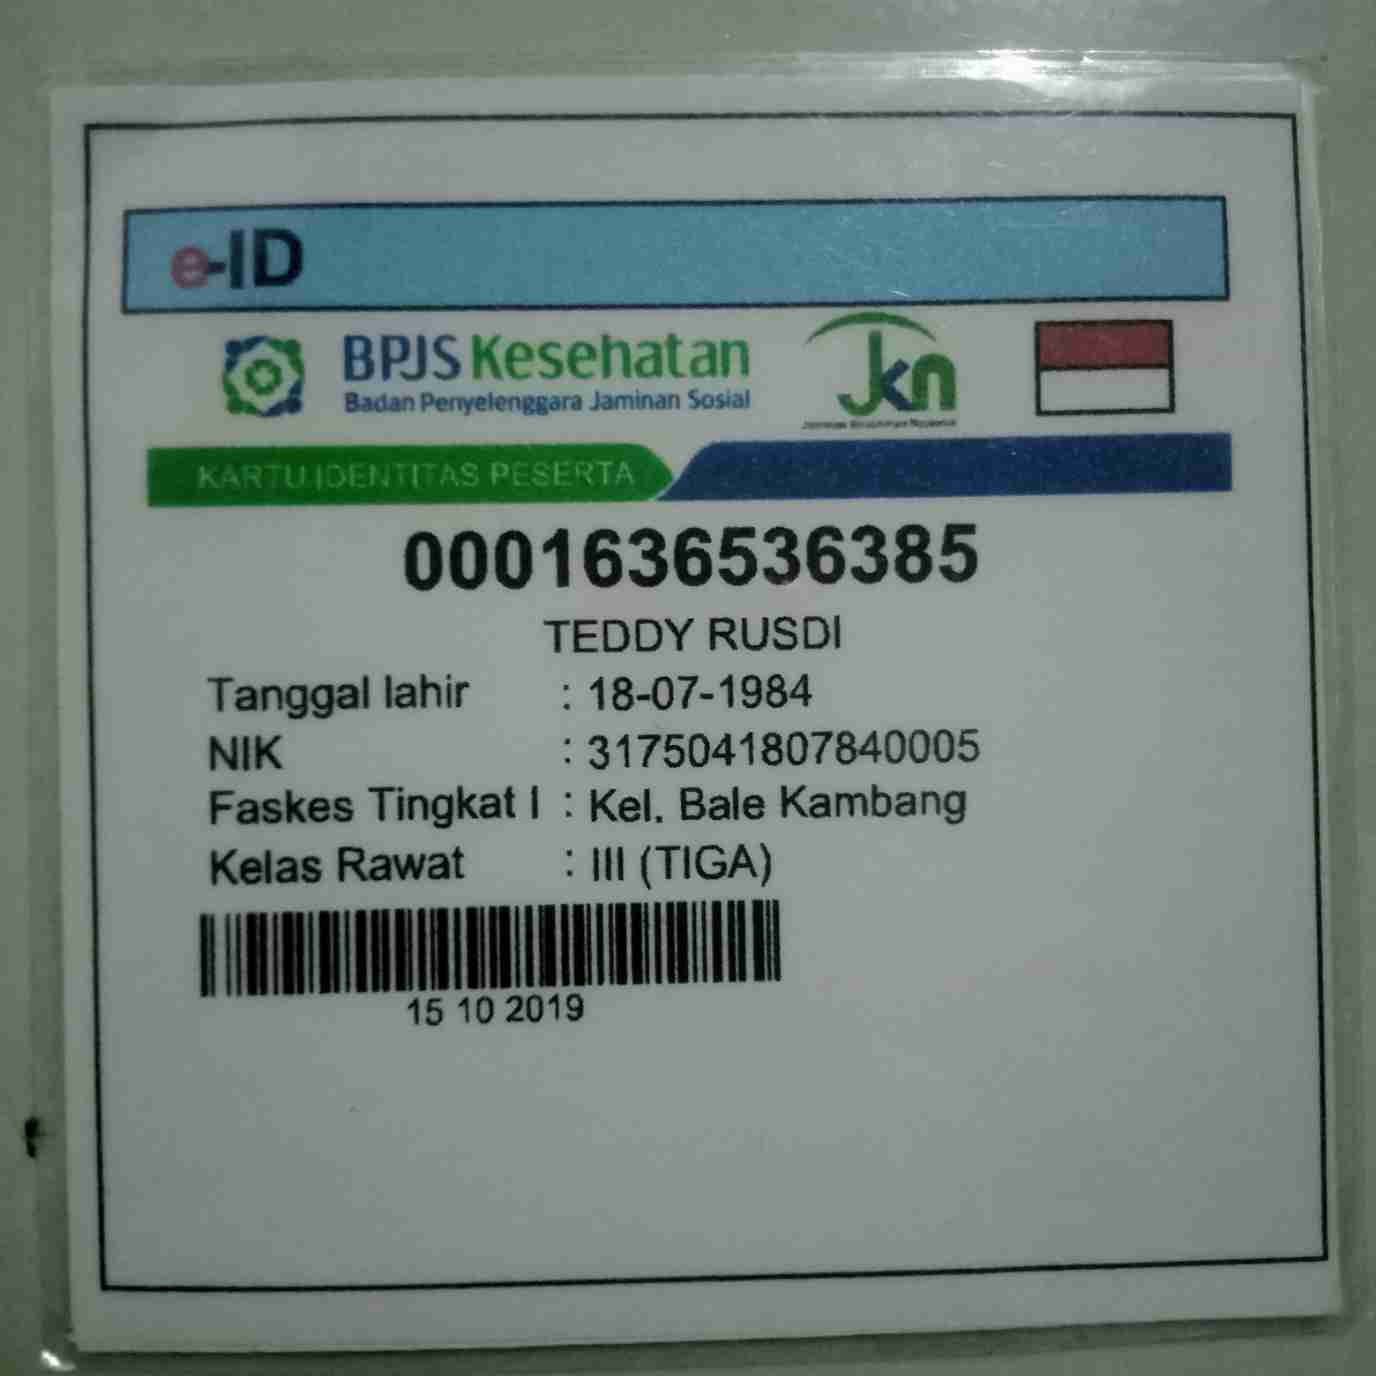 e-ID
BPJS Kesehatan
Badan Penyelenggara Jaminan Sosial
Jkn
KARTU IDENTITAS PESERTA
0001636536385
TEDDY RUSDI
Tanggal lahir : 18-07-1984
NIK : 3175041807840005
Faskes Tingkat I : Kel. Bale Kambang
Kelas Rawat : III (TIGA)
15 10 2019